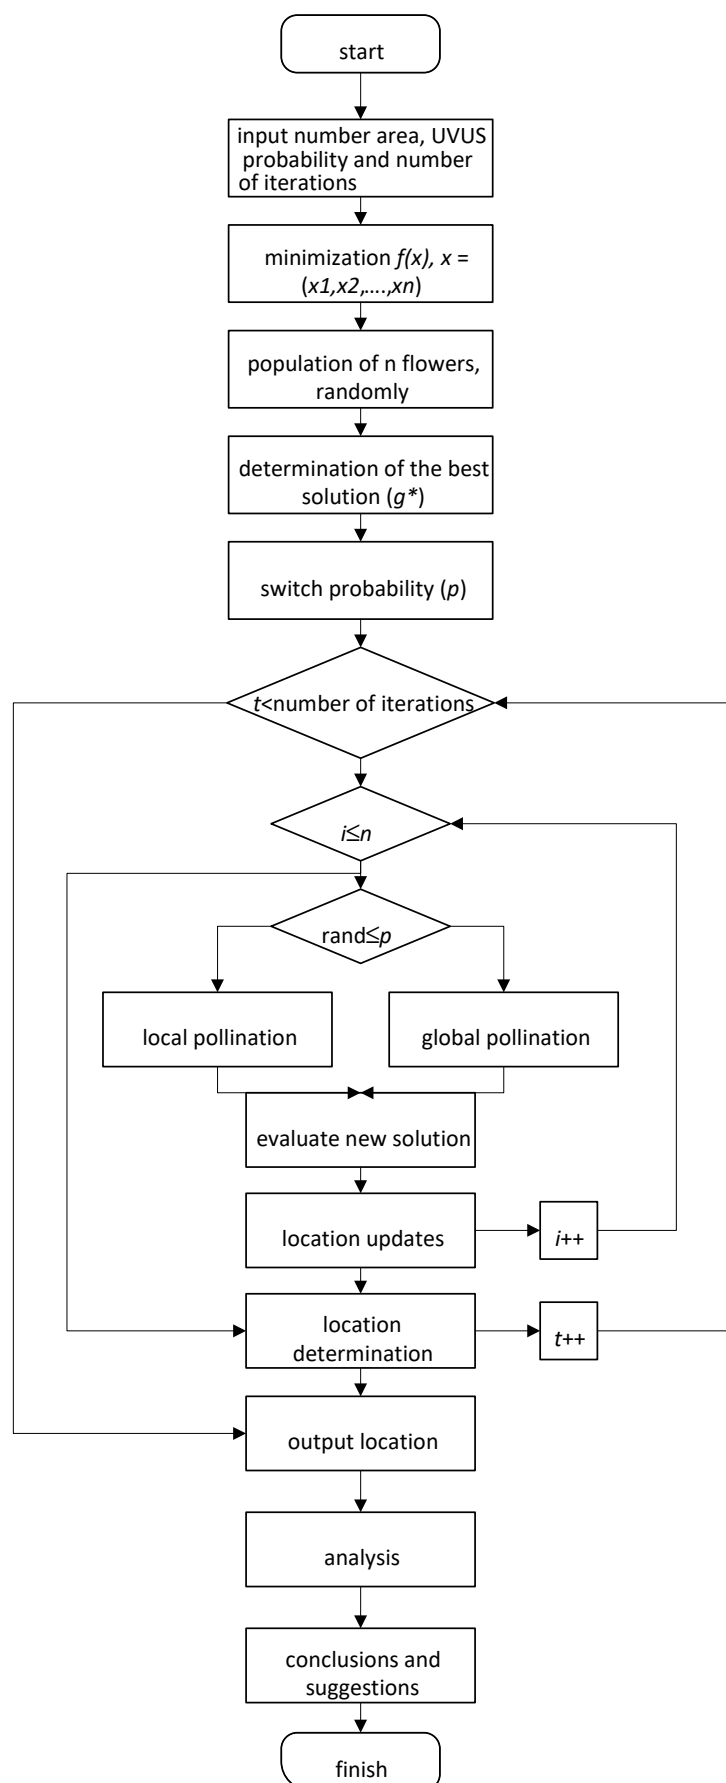 start
input number area, UVUS
probability and number
of iterations
minimization f(x), x =
(x1,x2,....,xn)
population of n flowers,
randomly
determination of the best
solution (g*)
switch probability (p)
t<number of iterations
i≤n
rand≤p
local pollination
global pollination
evaluate new solution
location updates
i++
location
determination
t++
output location
analysis
conclusions and
suggestions
finish